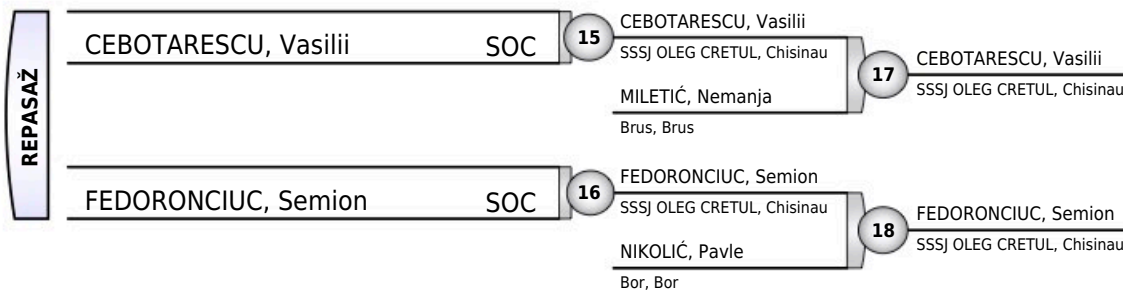 REPASAŽ
CEBOTARESCU, Vasilii SOC
15
CEBOTARESCU, Vasilii
SSSJ OLEG CRETUL, Chisinau
MILETIĆ, Nemanja
Brus, Brus
17
CEBOTARESCU, Vasilii
SSSJ OLEG CRETUL, Chisinau
FEDORONCIUC, Semion SOC
16
FEDORONCIUC, Semion
SSSJ OLEG CRETUL, Chisinau
NIKOLIĆ, Pavle
Bor, Bor
18
FEDORONCIUC, Semion
SSSJ OLEG CRETUL, Chisinau